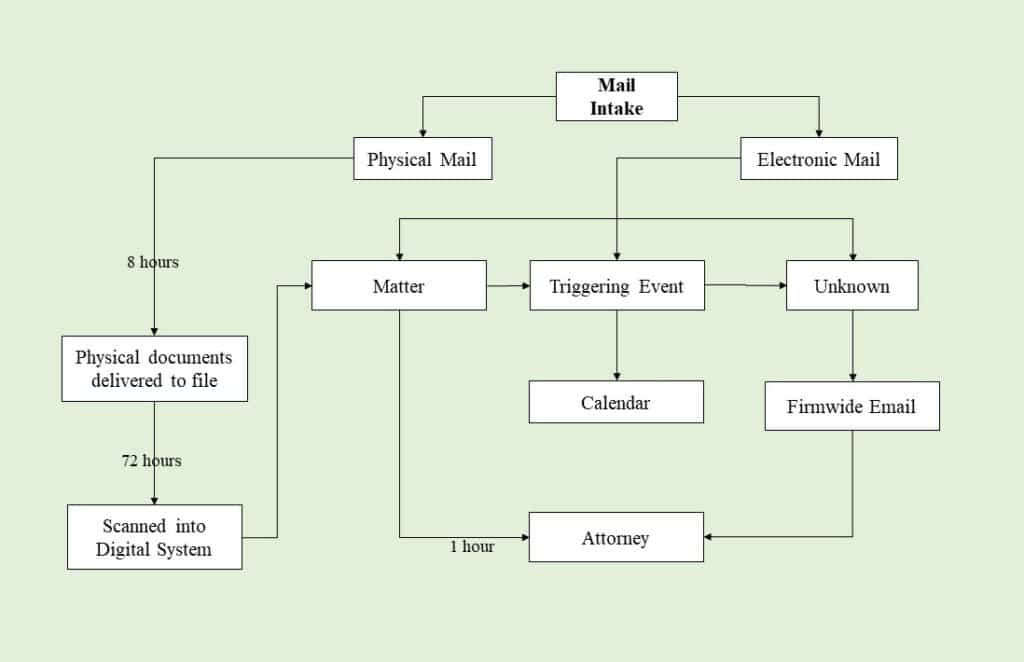 Mail
Intake
Physical Mail
Electronic Mail
8 hours
Matter
Triggering Event
Unknown
Physical documents
delivered to file
Calendar
Firmwide Email
72 hours
Scanned into
Digital System
1 hour
Attorney